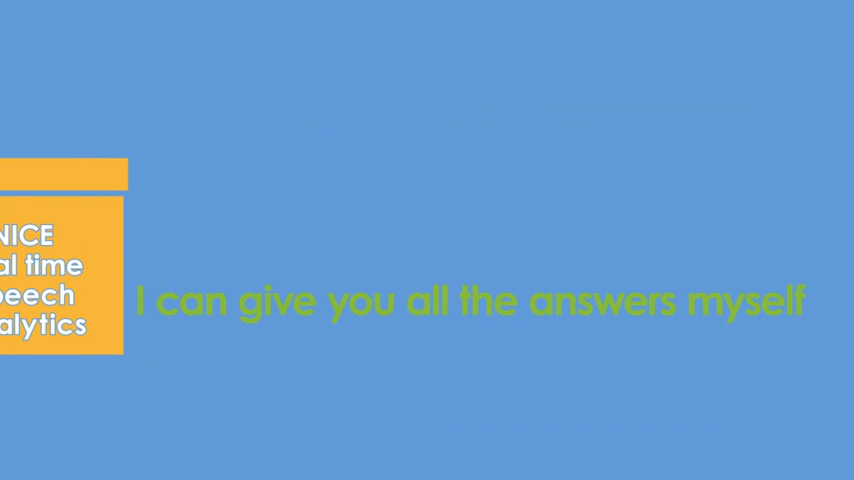 NICE
al time
peech
alytics
I can give you all the answers myself